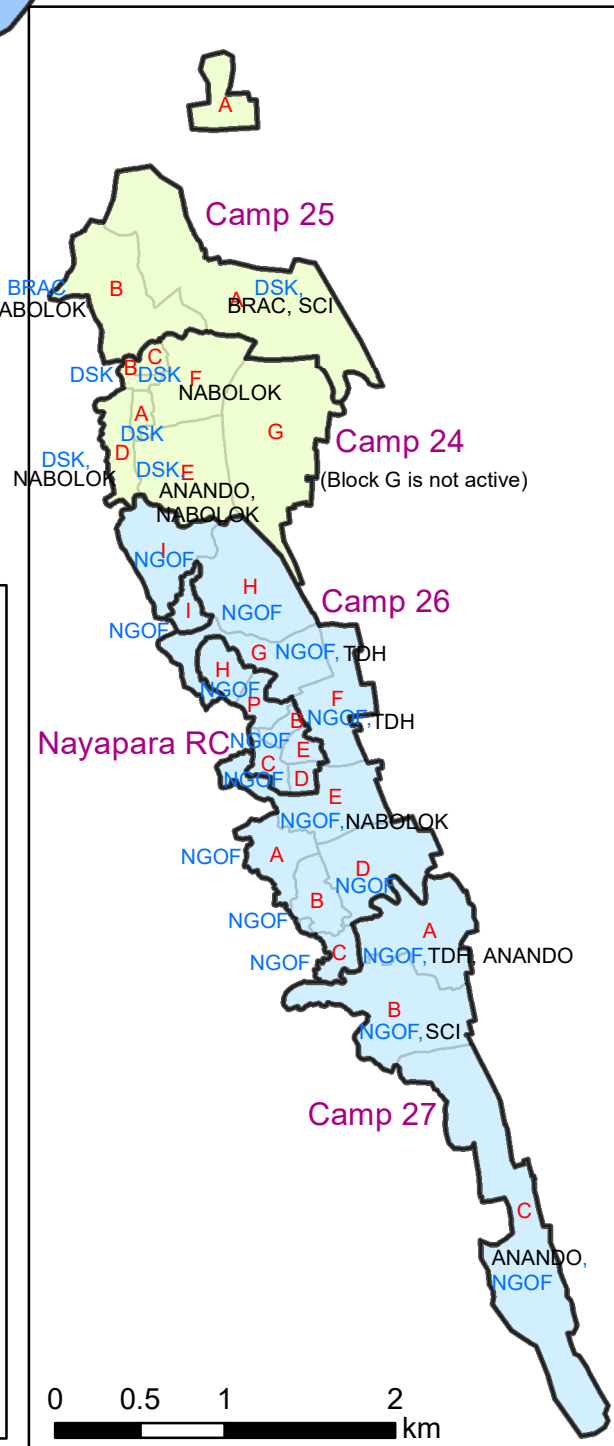 A
Camp 25
BRAC
B
DSK,
A
ABOLOK
BRAC, SCI
C
B
DSK
DSK
F
NABOLOK
A
G
DSK
Camp 24
D
DSK,
DSK
E
(Block G is not active)
NABOLOK
ANANDO,
NABOLOK
I
NGOF
H
Camp 26
I
NGOF
NGOF
G
NGOF, TDH
H
NGOF
F
P
B
NGOF,TDH
Nayapara RC
NGOF
E
C
D
NGOF
E
NGOF,NABOLOK
NGOF
A
D
NGOF
B
NGOF
A
C
NGOF
NGOF,TDH, ANANDO
B
NGOF,SCI
Camp 27
C
ANANDO,
NGOF
0 0.5 1 2
km